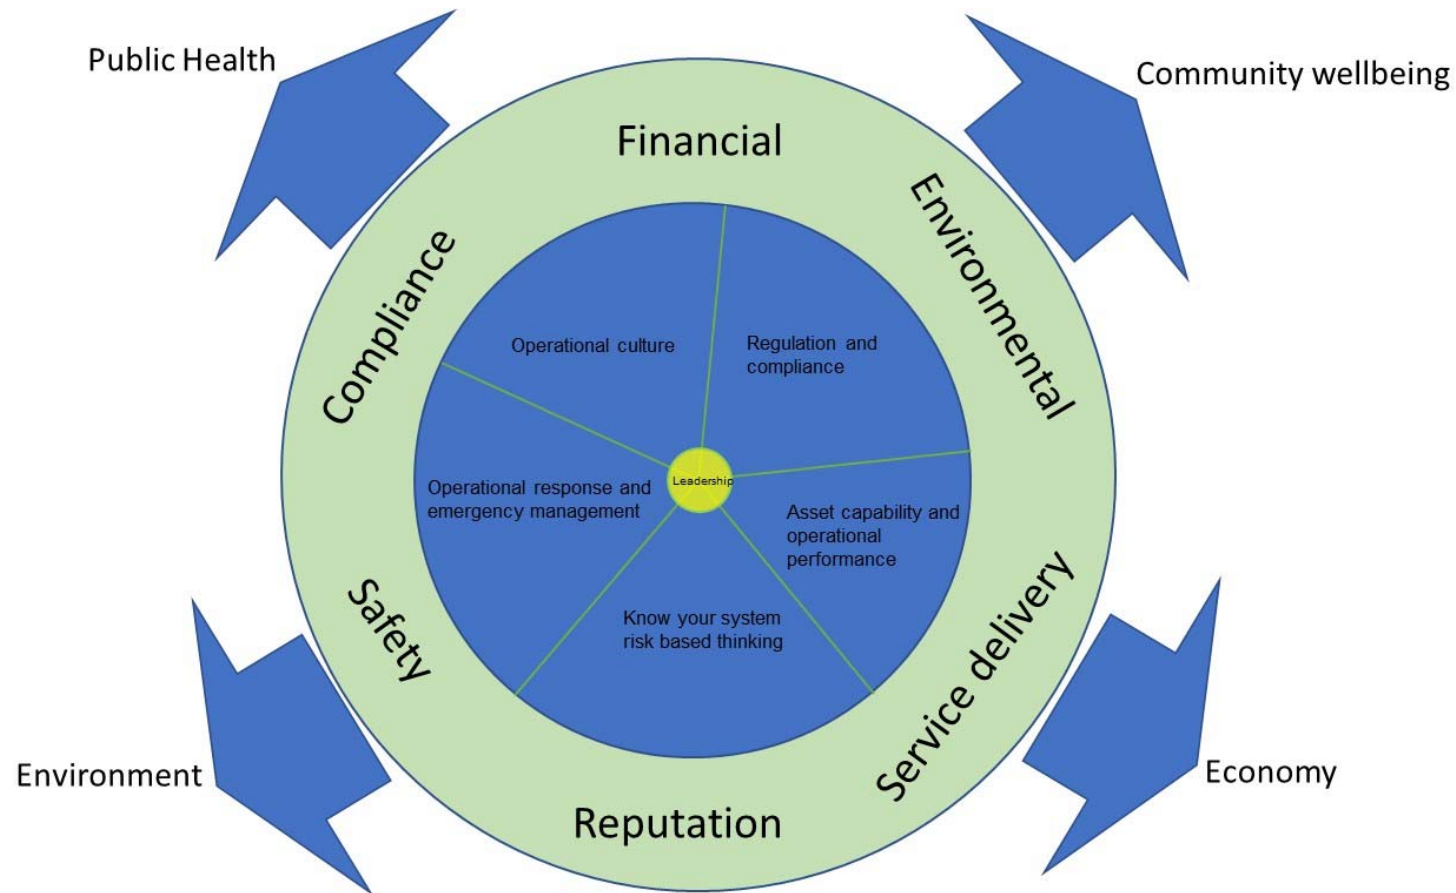 Public Health
Community wellbeing
Financial
Environmental
Compliance
Operational culture
Regulation and
compliance
Leadership
Operational response and
emergency management
Asset capability and
operational
performance
Know your system
risk based thinking
Safety
Service delivery
Environment
Economy
Reputation